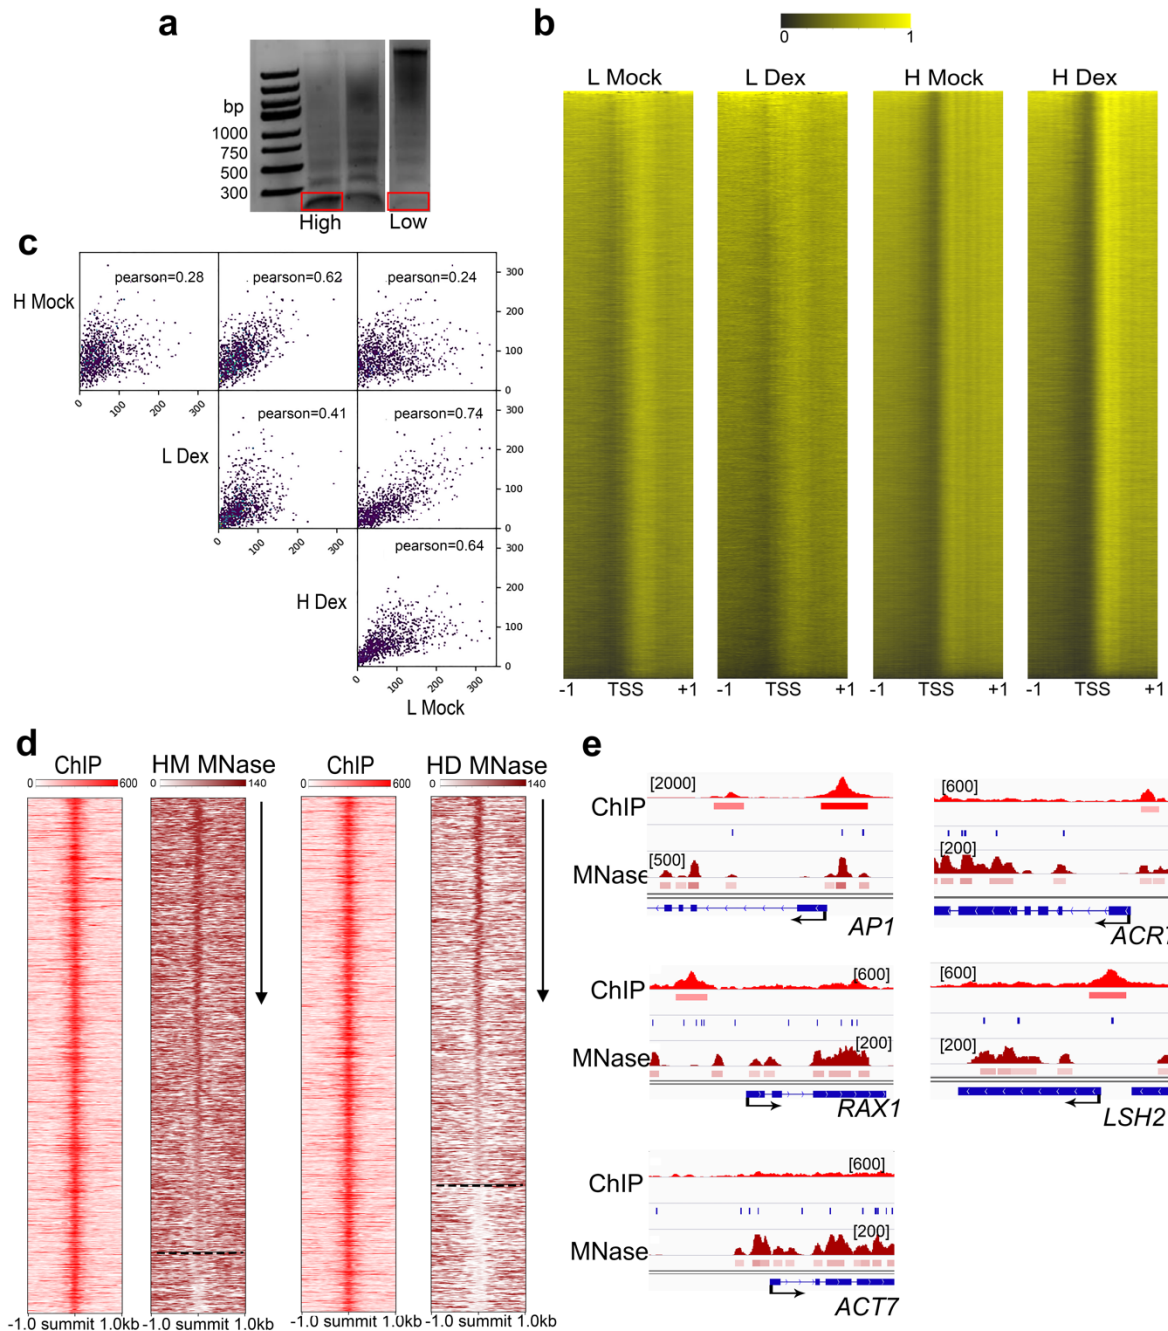 a
bp
1000
750
500
300
High
Low
b
0
1
L Mock
L Dex
H Mock
H Dex
-1 TSS +1
-1 TSS +1
-1 TSS +1
-1 TSS +1
c
H Mock
pearson=0.28
pearson=0.62
pearson=0.24
300
200
100
0
0
100
200
300
L Dex
pearson=0.41
pearson=0.74
300
200
100
0
0
100
200
300
H Dex
pearson=0.64
300
200
100
0
0
100
200
300
L Mock
d
ChIP
HM MNase
ChIP
HD MNase
0
600
0
140
0
600
0
140
-1.0 summit 1.0kb
-1.0 summit 1.0kb
-1.0 summit 1.0kb
-1.0 summit 1.0kb
e
[2000]
ChIP
[500]
MNase
AP1
[600]
[200]
ACR7
ChIP
[600]
MNase
[200]
RAX1
[600]
[200]
LSH2
ChIP
[600]
MNase
[200]
ACT7